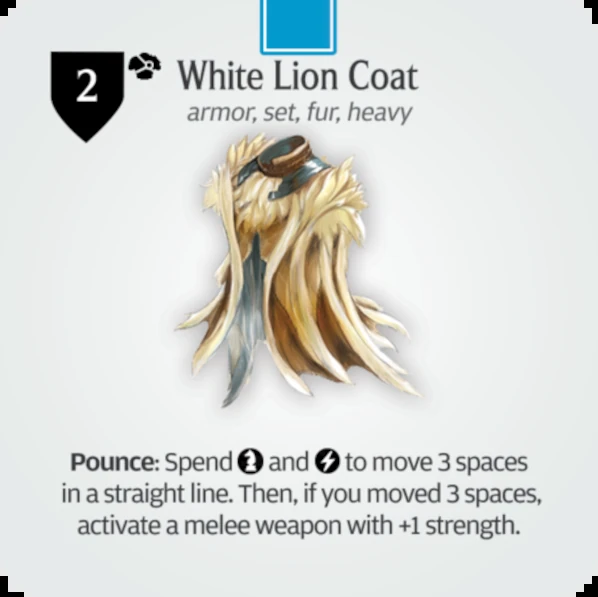 2
White Lion Coat
armor, set, fur, heavy
Pounce: Spend and to move 3 spaces
in a straight line. Then, if you moved 3 spaces,
activate a melee weapon with +1 strength.